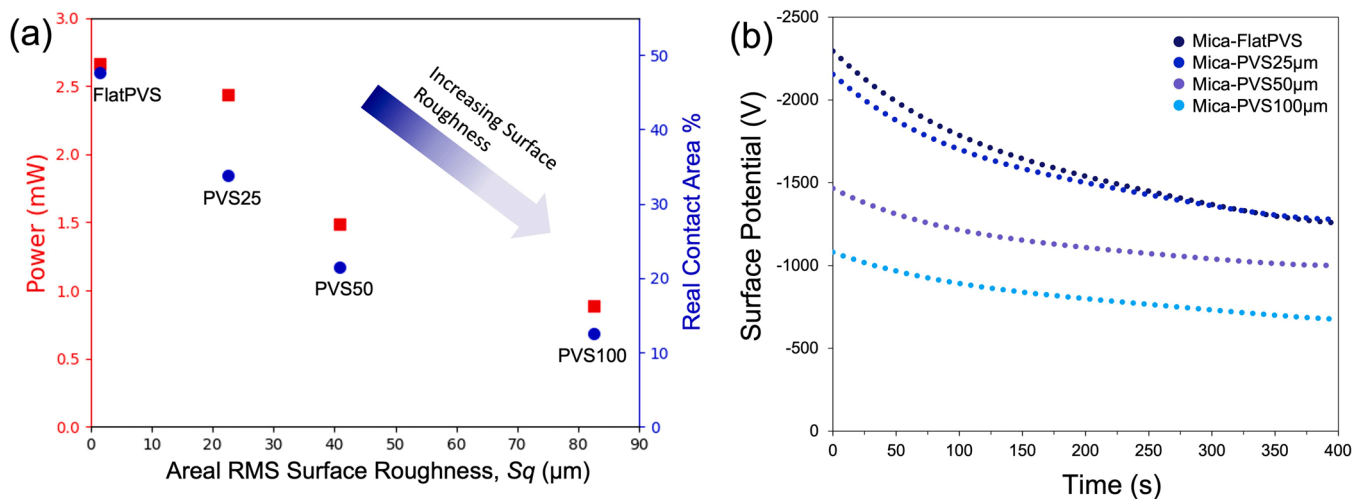 (a)
3.0
2.5
2.0
1.5
1.0
0.5
0.0
Power (mW)
0
10
20
30
40
50
60
70
80
90
Areal RMS Surface Roughness, Sq (µm)
50
40
30
20
10
0
Real Contact Area %
FlatPVS
PVS25
PVS50
PVS100
Increasing Surface
Roughness
(b)
-2500
-2000
-1500
-1000
-500
0
Surface Potential (V)
0
50
100
150
200
250
300
350
400
Time (s)
Mica-FlatPVS
Mica-PVS25µm
Mica-PVS50µm
Mica-PVS100µm